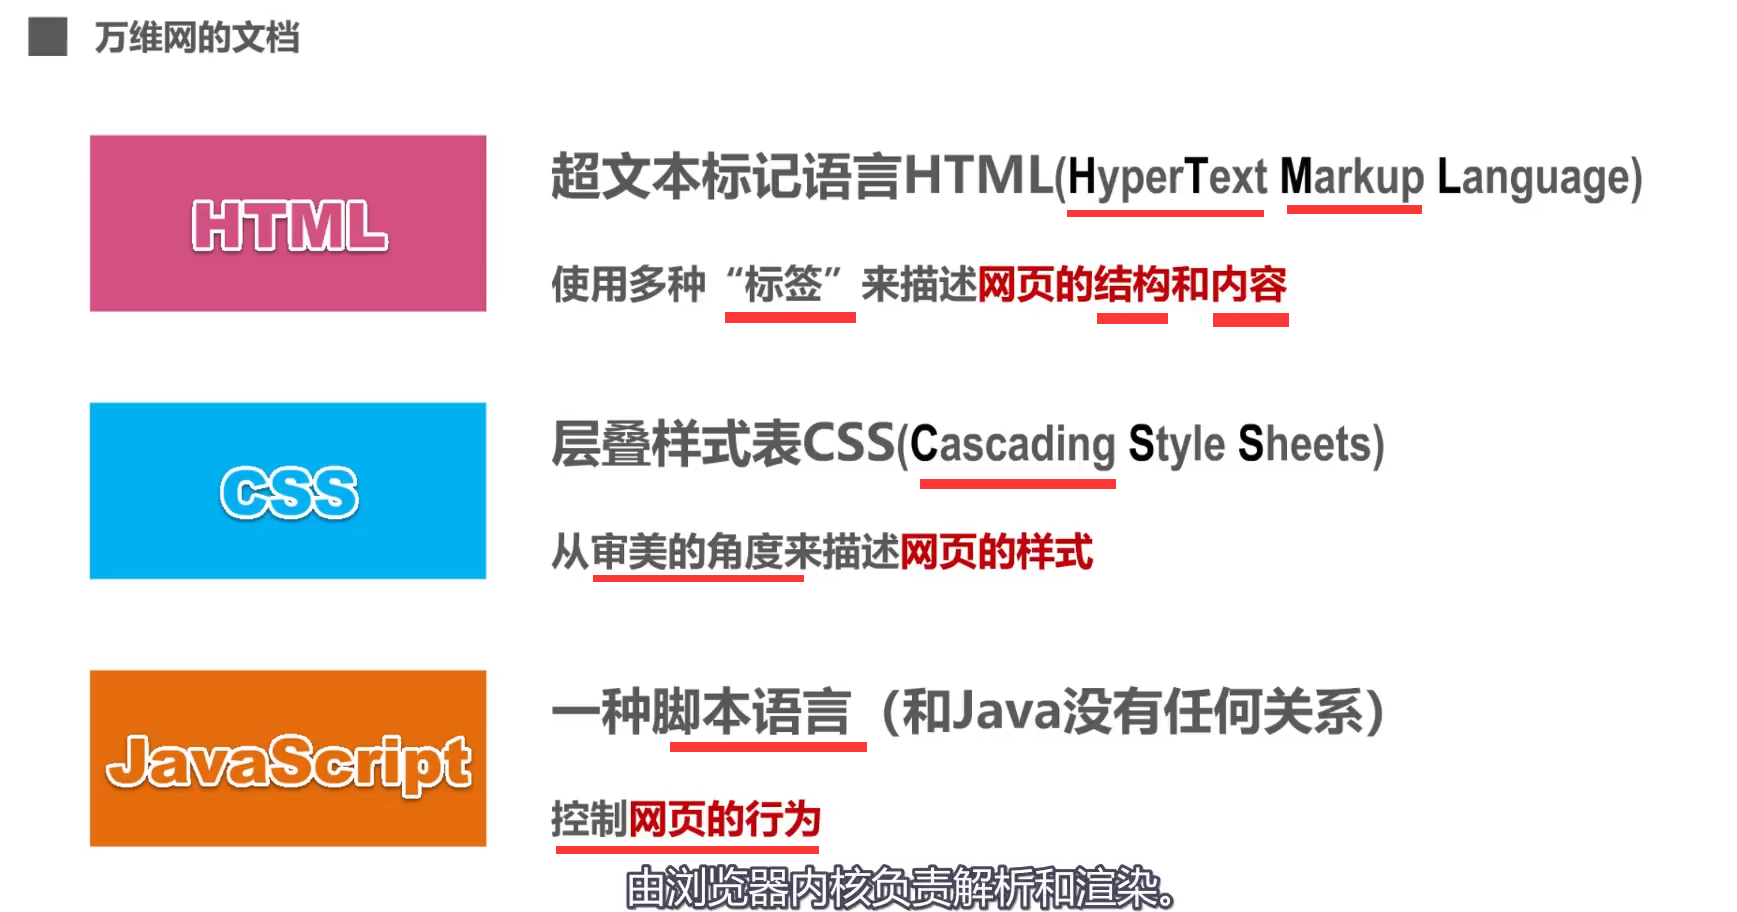 万维网的文档
HTML
超文本标记语言HTML(HyperText Markup Language)
使用多种“标签”来描述网页的结构和内容
CSS
层叠样式表CSS(Cascading Style Sheets)
从审美的角度来描述网页的样式
JavaScript
一种脚本语言（和Java没有任何关系）
控制网页的行为
由浏览器内核负责解析和渲染。